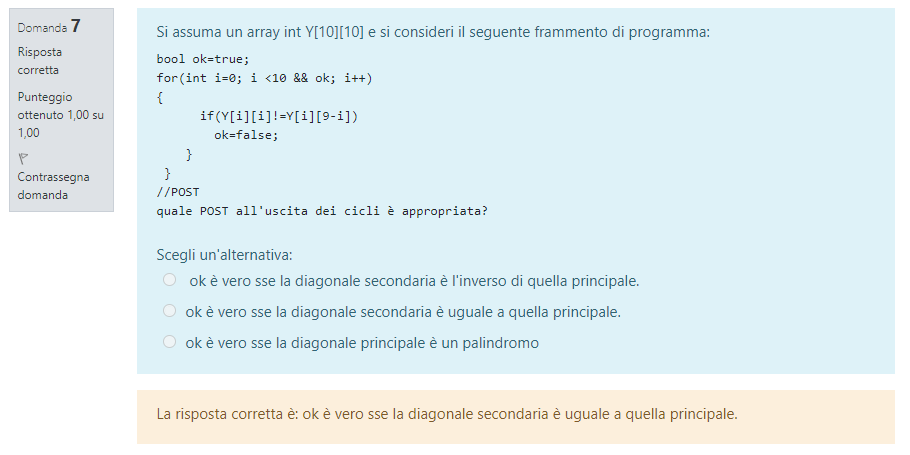 Domanda 7
Risposta
corretta
Punteggio
ottenuto 1,00 su
1,00
Contrassegna
domanda
Si assuma un array int Y[10][10] e si consideri il seguente frammento di programma:
bool ok=true;
for(int i=0; i <10 && ok; i++)
{
if(Y[i][i]!=Y[i][9-i])
ok=false;
}
}
//POST
quale POST all'uscita dei cicli è appropriata?
Scegli un'alternativa:
ok è vero sse la diagonale secondaria è l'inverso di quella principale.
ok è vero sse la diagonale secondaria è uguale a quella principale.
ok è vero sse la diagonale principale è un palindromo
La risposta corretta è: ok è vero sse la diagonale secondaria è uguale a quella principale.